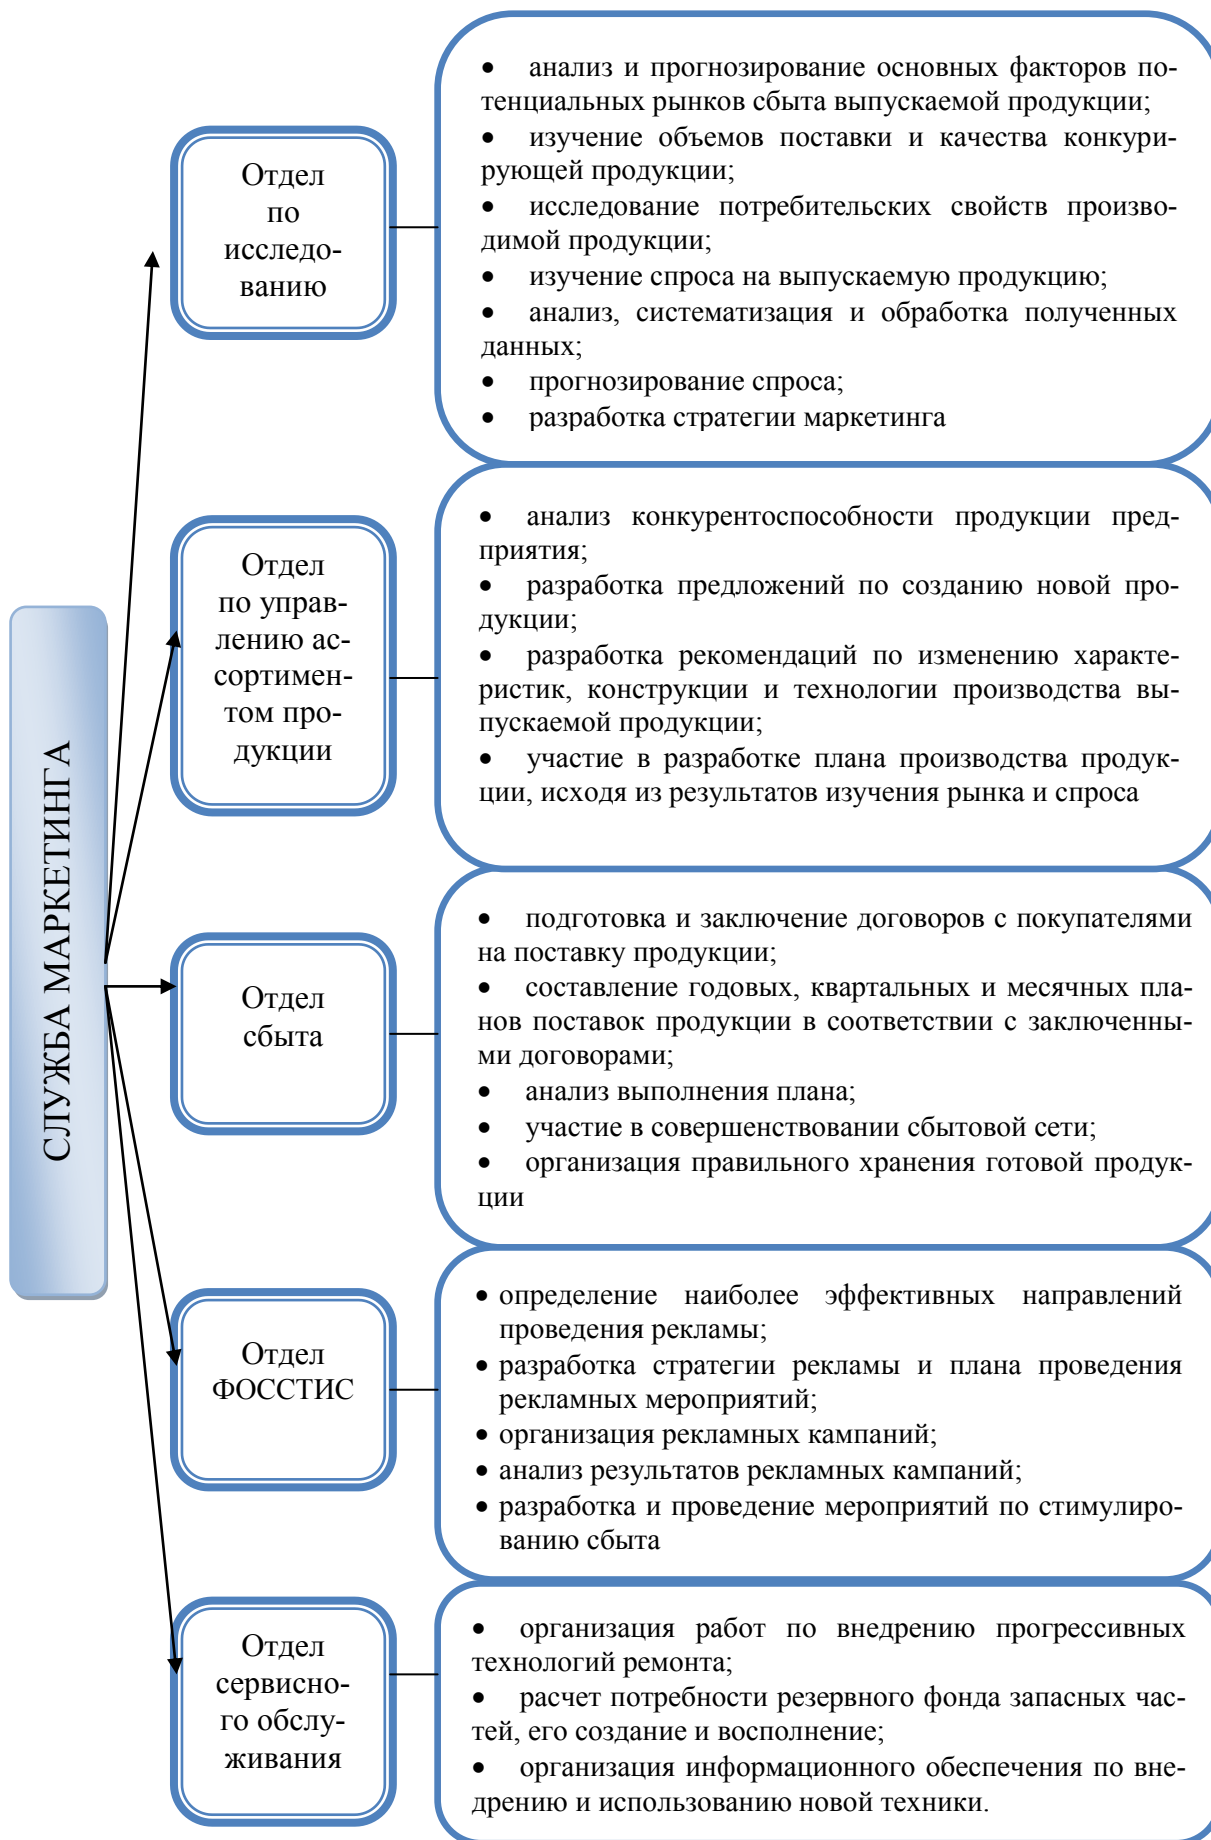 СЛУЖБА МАРКЕТИНГА
Отдел
по
исследо-
ванию
• анализ и прогнозирование основных факторов по-
тенциальных рынков сбыта выпускаемой продукции;
• изучение объемов поставки и качества конкури-
рующей продукции;
• исследование потребительских свойств произво-
димой продукции;
• изучение спроса на выпускаемую продукцию;
• анализ, систематизация и обработка полученных
данных;
• прогнозирование спроса;
• разработка стратегии маркетинга
Отдел
по управ-
лению ас-
сортимен-
том про-
дукции
• анализ конкурентоспособности продукции пред-
приятия;
• разработка предложений по созданию новой про-
дукции;
• разработка рекомендаций по изменению характе-
ристик, конструкции и технологии производства вы-
пускаемой продукции;
• участие в разработке плана производства продук-
ции, исходя из результатов изучения рынка и спроса
Отдел
сбыта
• подготовка и заключение договоров с покупателями
на поставку продукции;
• составление годовых, квартальных и месячных пла-
нов поставок продукции в соответствии с заключенны-
ми договорами;
• анализ выполнения плана;
• участие в совершенствовании сбытовой сети;
• организация правильного хранения готовой продук-
ции
Отдел
ФОССТИС
• определение наиболее эффективных направлений
проведения рекламы;
• разработка стратегии рекламы и плана проведения
рекламных мероприятий;
• организация рекламных кампаний;
• анализ результатов рекламных кампаний;
• разработка и проведение мероприятий по стимулиро-
ванию сбыта
Отдел
сервисно-
го обслу-
живания
• организация работ по внедрению прогрессивных
технологий ремонта;
• расчет потребности резервного фонда запасных час-
тей, его создание и восполнение;
• организация информационного обеспечения по вне-
дрению и использованию новой техники.